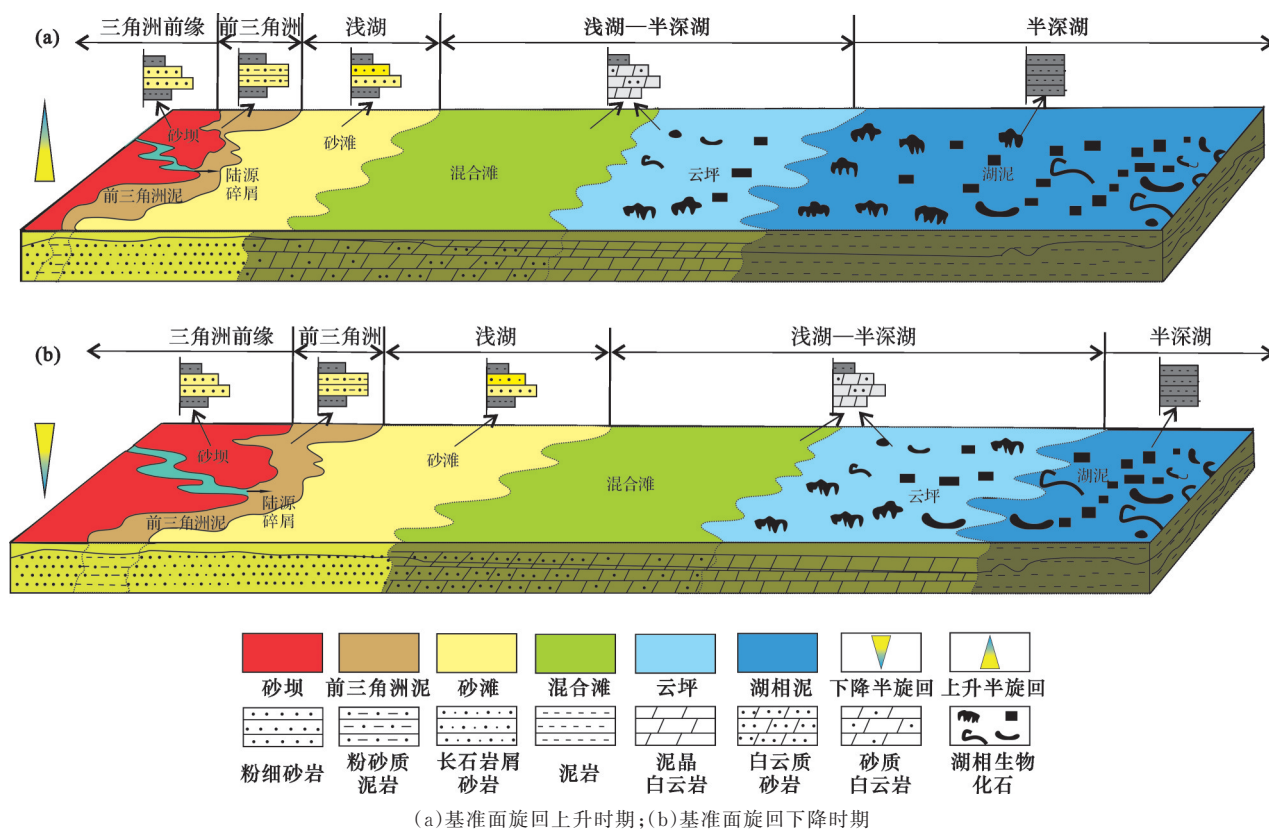 (a)
三角洲前缘 前三角洲 浅湖 浅湖—半深湖 半深湖
砂坝
砂滩
湖泥
混合滩
云坪
陆源
碎屑
前三角洲泥
(b)
三角洲前缘 前三角洲 浅湖 浅湖—半深湖 半深湖
砂坝
砂滩
湖泥
混合滩
云坪
陆源
碎屑
前三角洲泥
砂坝 前三角洲泥 砂滩 混合滩 云坪 湖相泥 下降半旋回 上升半旋回
粉细砂岩
粉砂质
泥岩
长石岩屑
砂岩
泥岩
泥晶
白云岩
白云质
砂岩
砂质
白云岩
湖相生物
化石
(a)基准面旋回上升时期;(b)基准面旋回下降时期